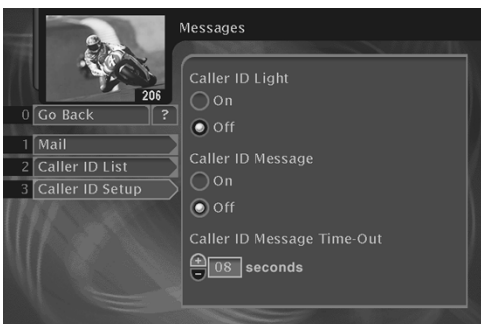 Messages
206
0 Go Back ?
1 Mail
2 Caller ID List
3 Caller ID Setup
Caller ID Light
On
Off
Caller ID Message
On
Off
Caller ID Message Time-Out
08 seconds